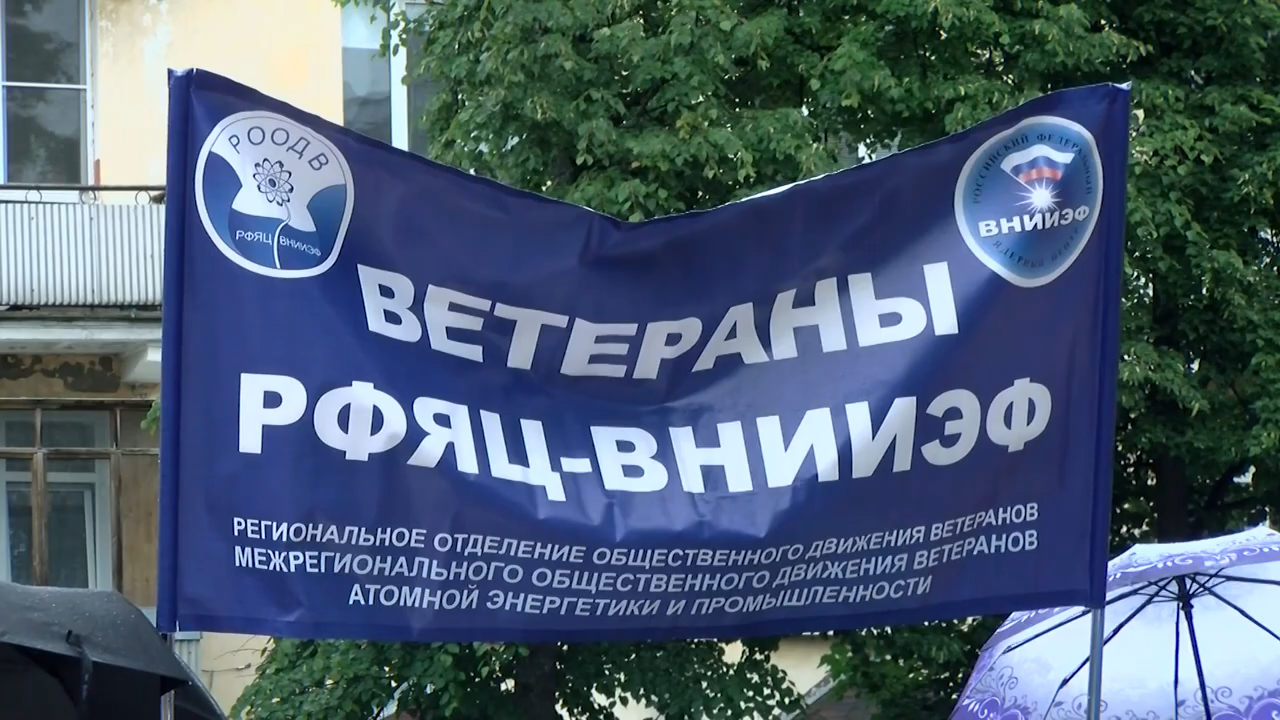 РООДВ
РФЯЦ ВНИИЭФ
РОССИЙСКИЙ ФЕДЕРАЛЬНЫЙ
ВНИИЭФ
ЯДЕРНЫЙ ЦЕНТР
ВЕТЕРАНЫ
РФЯЦ-ВНИИЭФ
РЕГИОНАЛЬНОЕ ОТДЕЛЕНИЕ ОБЩЕСТВЕННОГО ДВИЖЕНИЯ ВЕТЕРАНОВ
МЕЖРЕГИОНАЛЬНОГО ОБЩЕСТВЕННОГО ДВИЖЕНИЯ ВЕТЕРАНОВ
АТОМНОЙ ЭНЕРГЕТИКИ И ПРОМЫШЛЕННОСТИ